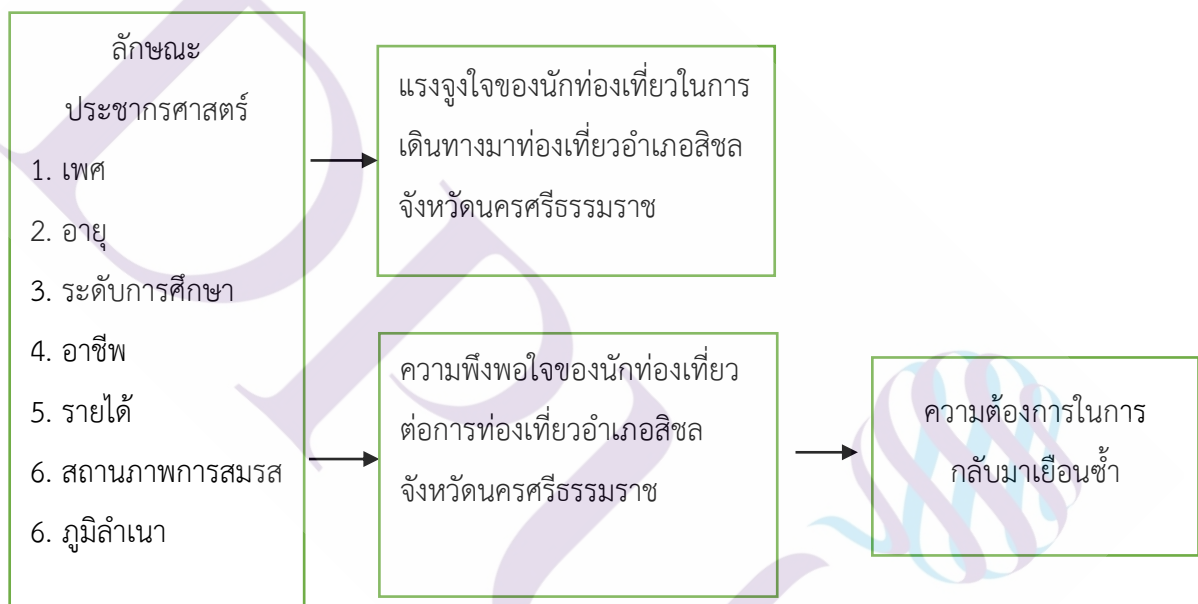 ลักษณะ
ประชากรศาสตร์
1. เพศ
2. อายุ
3. ระดับการศึกษา
4. อาชีพ
5. รายได้
6. สถานภาพการสมรส
6. ภูมิลำเนา
แรงจูงใจของนักท่องเที่ยวในการ
เดินทางมาท่องเที่ยวอำเภอสิชล
จังหวัดนครศรีธรรมราช
ความพึงพอใจของนักท่องเที่ยว
ต่อการท่องเที่ยวอำเภอสิชล
จังหวัดนครศรีธรรมราช
ความต้องการในการ
กลับมาเยือนซ้ำ